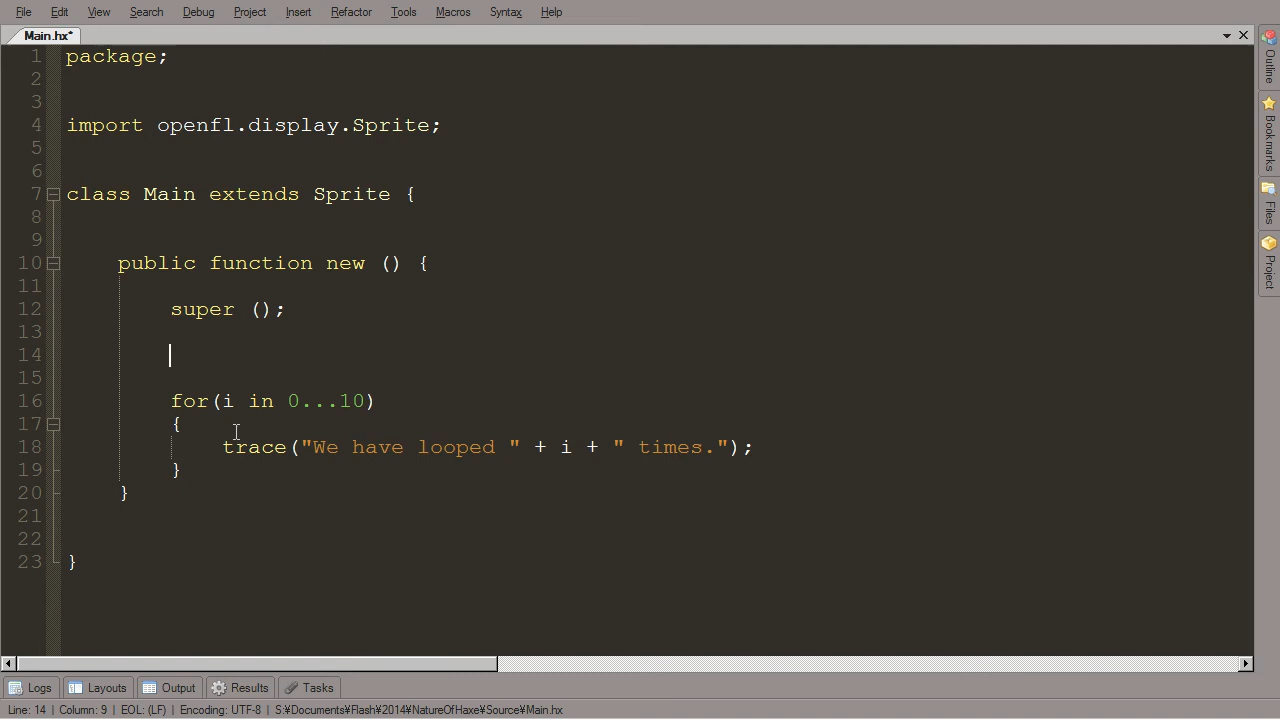 File Edit View Search Debug Project Insert Refactor Tools Macros Syntax Help
Main.hx*
1 package;
2
3
4 import openfl.display.Sprite;
5
6
7 class Main extends Sprite {
8
9
10 public function new () {
11
12 super ();
13
14
15
16 for(i in 0...10)
17 {
18 trace("We have looped " + i + " times.");
19 }
20 }
21
22
23 }
Outline
Bookmarks
Files
Project
Logs Layouts Output Results Tasks
Line: 14 | Column: 9 | EOL: (LF) | Encoding: UTF-8 | S:¥Documents¥Flash¥2014¥NatureOfHaxe¥Source¥Main.hx